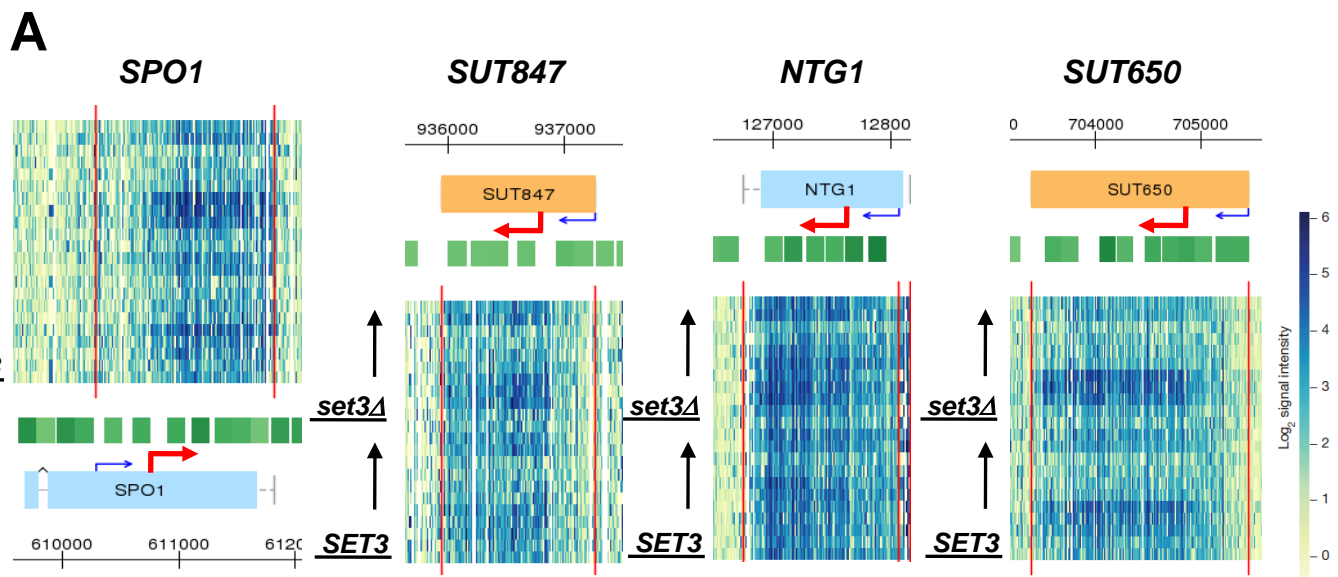 A
SPO1 SUT847 NTG1 SUT650
936000 937000 127000 12800 0 704000 705000
SUT847 NTG1 SUT650
set3Δ set3Δ set3Δ
SPO1
SET3 SET3 SET3
610000 611000 6120
6
5
4
3
2
1
0
Log2 signal intensity